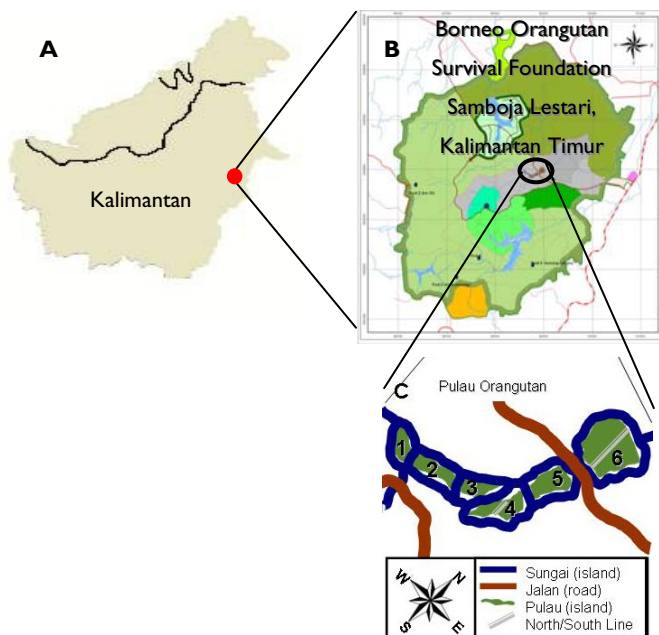 A
Kalimantan
B
Borneo Orangutan
Survival Foundation
Samboja Lestari,
Kalimantan Timur
C
Pulau Orangutan
1
2
3
4
5
6
W
N
S
E
Sungai (island)
Jalan (road)
Pulau (island)
North/South Line